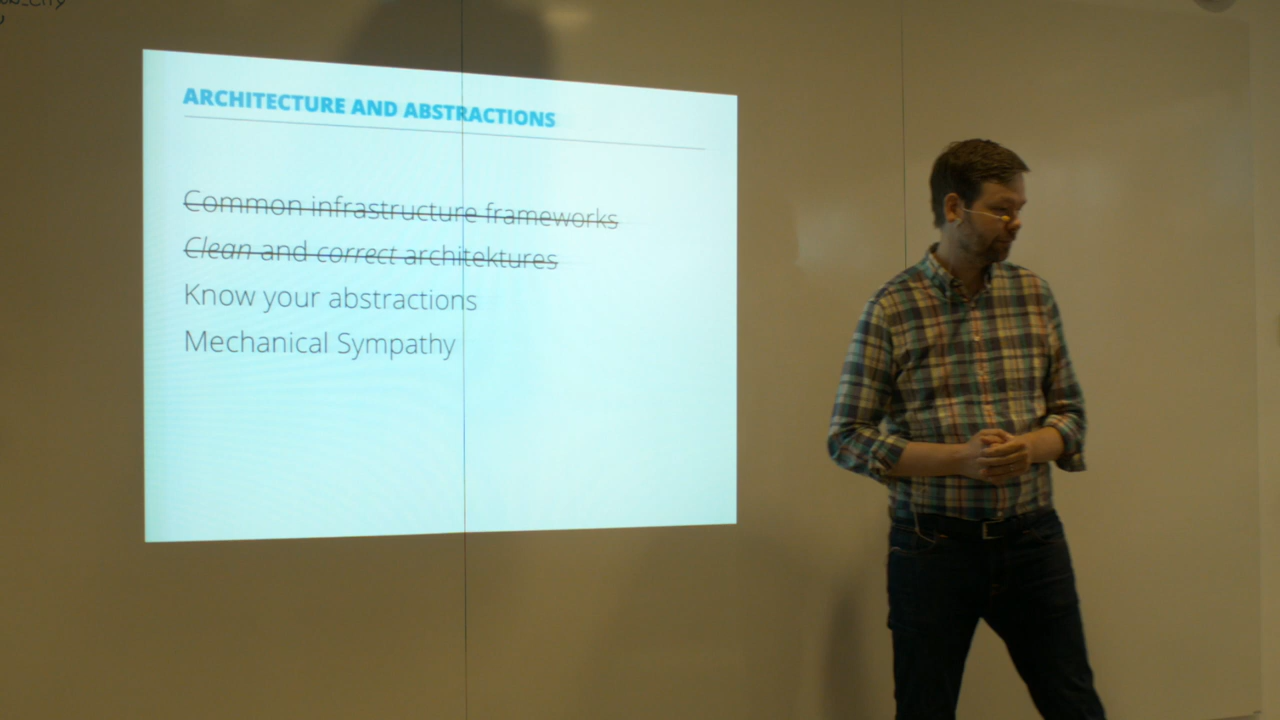 ARCHITECTURE AND ABSTRACTIONS
Common infrastructure frameworks
Clean and correct architektures
Know your abstractions
Mechanical Sympathy